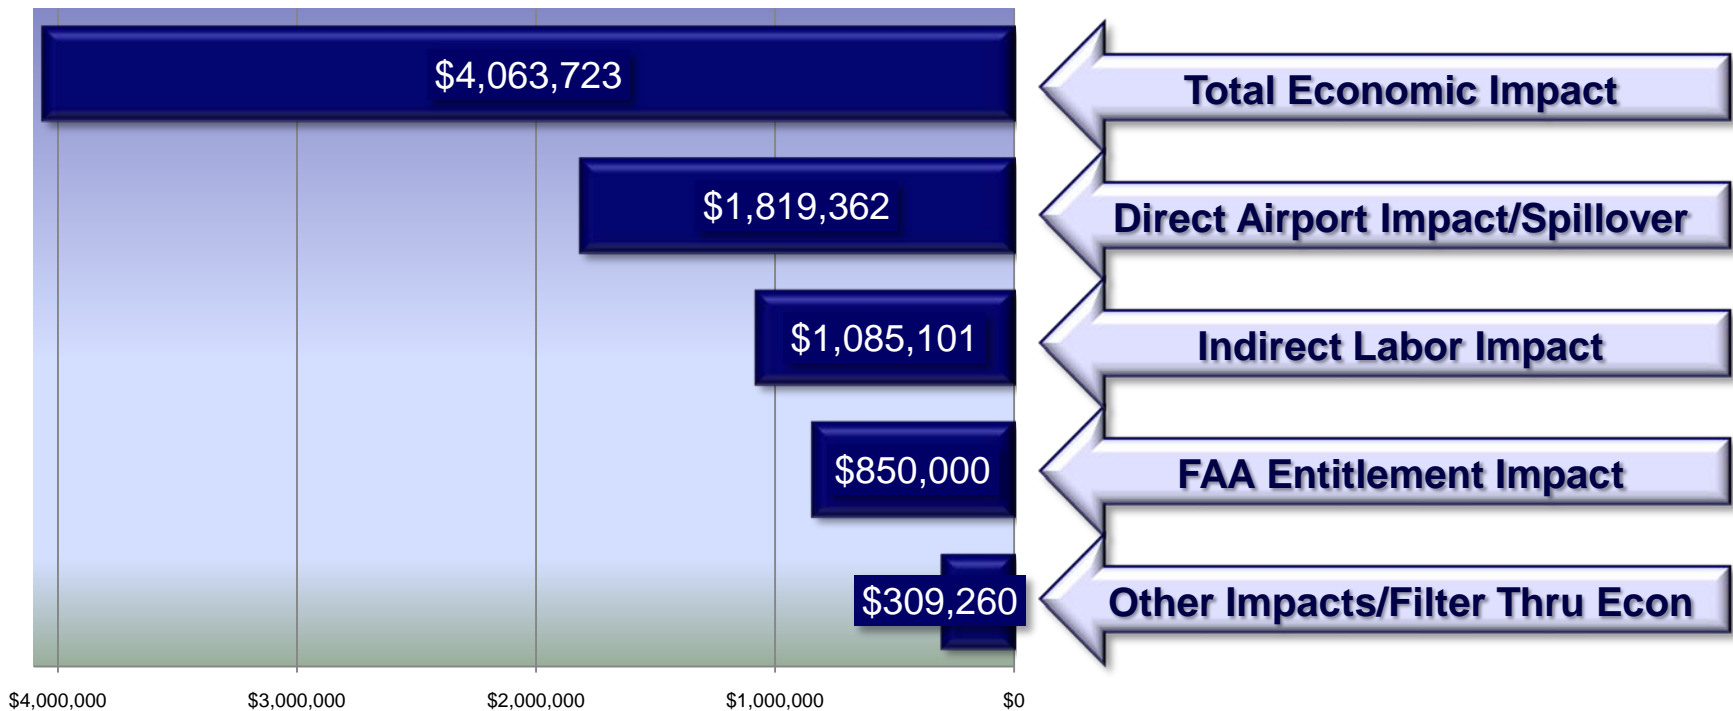 $4,063,723
Total Economic Impact
$1,819,362
Direct Airport Impact/Spillover
$1,085,101
Indirect Labor Impact
$850,000
FAA Entitlement Impact
$309,260
Other Impacts/Filter Thru Econ
$4,000,000
$3,000,000
$2,000,000
$1,000,000
$0